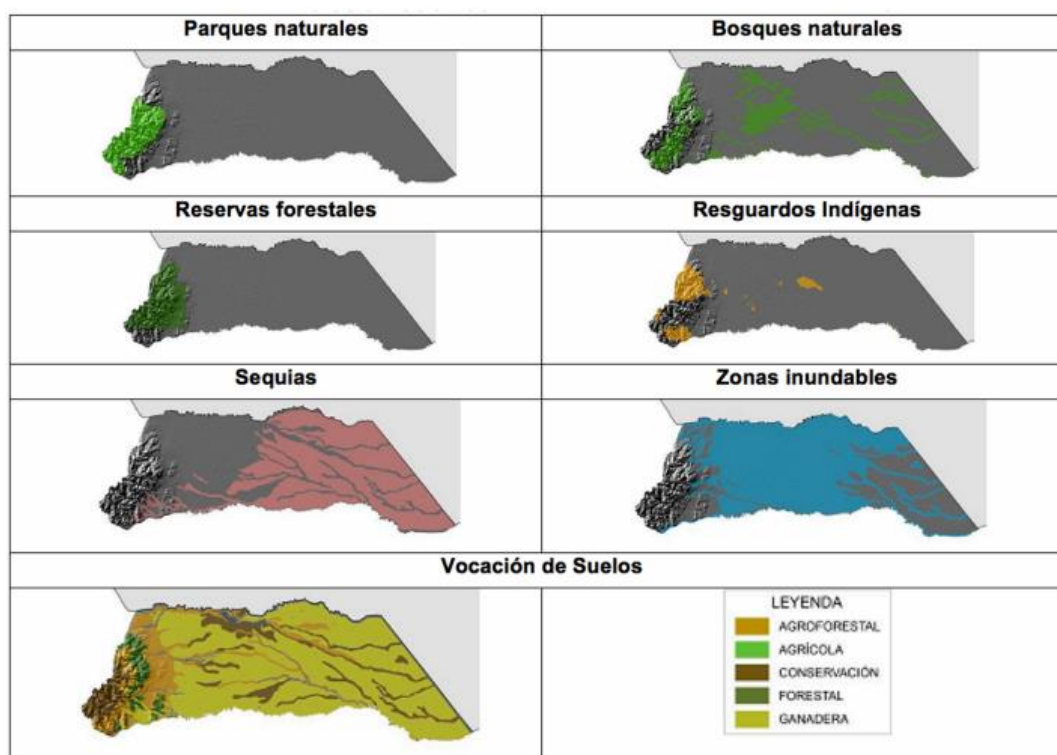 Parques naturales
Bosques naturales
Reservas forestales
Resguardos Indígenas
Sequias
Zonas inundables
Vocación de Suelos
LEYENDA
AGROFORESTAL
AGRÍCOLA
CONSERVACIÓN
FORESTAL
GANADERA